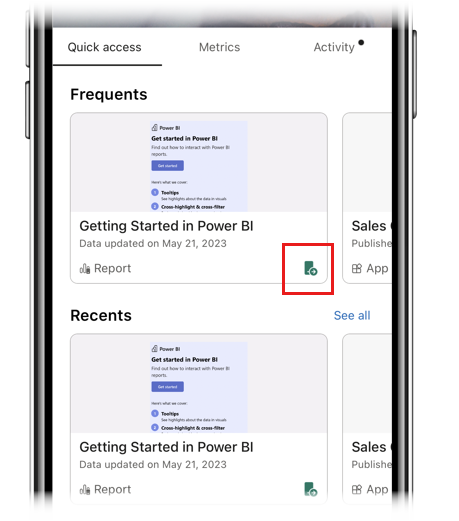 Quick access Metrics Activity
Frequents
Power BI
Get started in Power BI
Find out how to interact with Power BI
reports.
Get started
Here's what we cover:
1 Tooltips
See highlights about the data in visuals
2 Cross-highlight & cross-filter
Getting Started in Power BI
Data updated on May 21, 2023
Report
Sales
Publishe
App
Recents See all
Power BI
Get started in Power BI
Find out how to interact with Power BI
reports.
Get started
Here's what we cover:
1 Tooltips
See highlights about the data in visuals
2 Cross-highlight & cross-filter
Getting Started in Power BI
Data updated on May 21, 2023
Report
Sales
Publishe
App